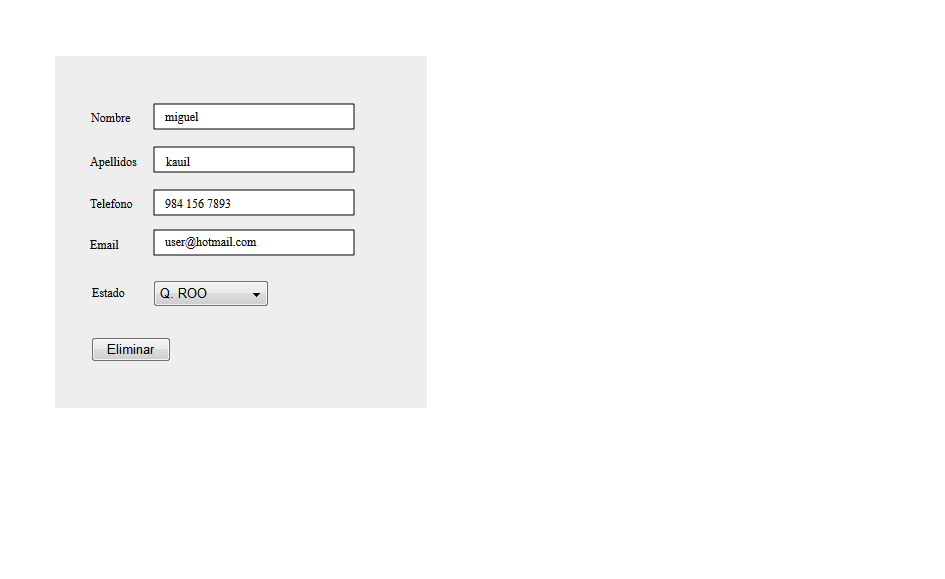 Nombre miguel
Apellidos kauil
Telefono 984 156 7893
Email user@hotmail.com
Estado Q. ROO
Eliminar